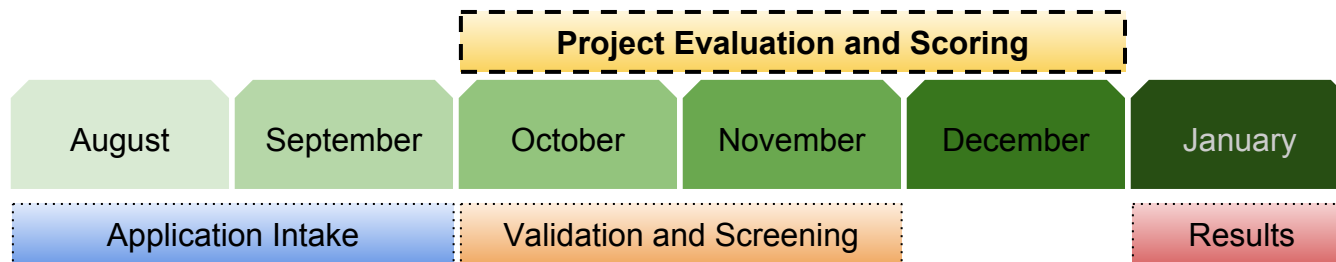 Project Evaluation and Scoring
August September October November December January
Application Intake Validation and Screening Results